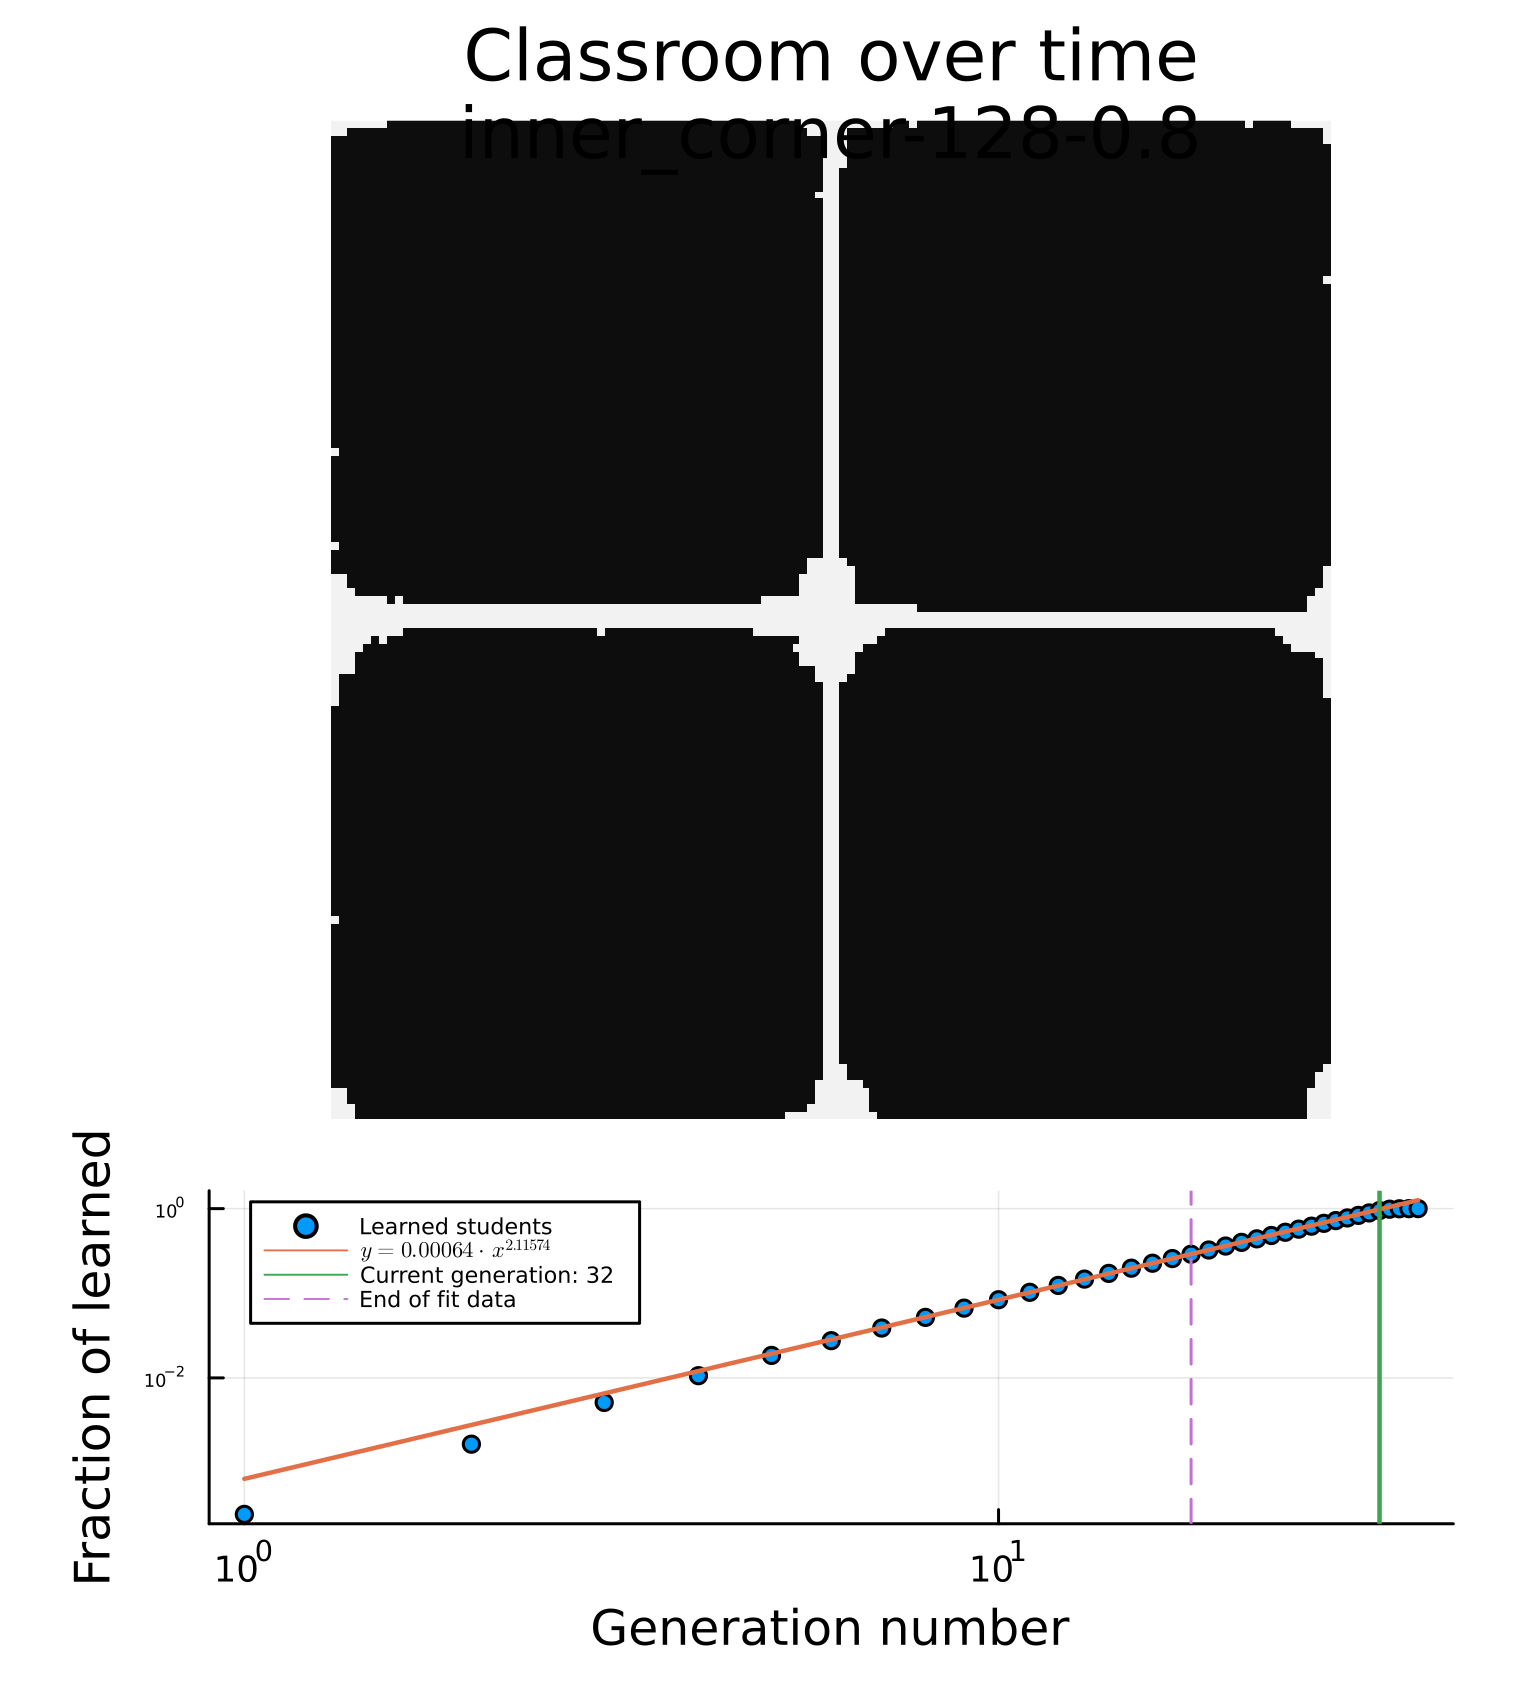 Classroom over time
inner_corner-128-0.8
Fraction of learned
10^0
10^−2
Learned students
y = 0.00064 · x^2.11574
Current generation: 32
End of fit data
10^0
10^1
Generation number